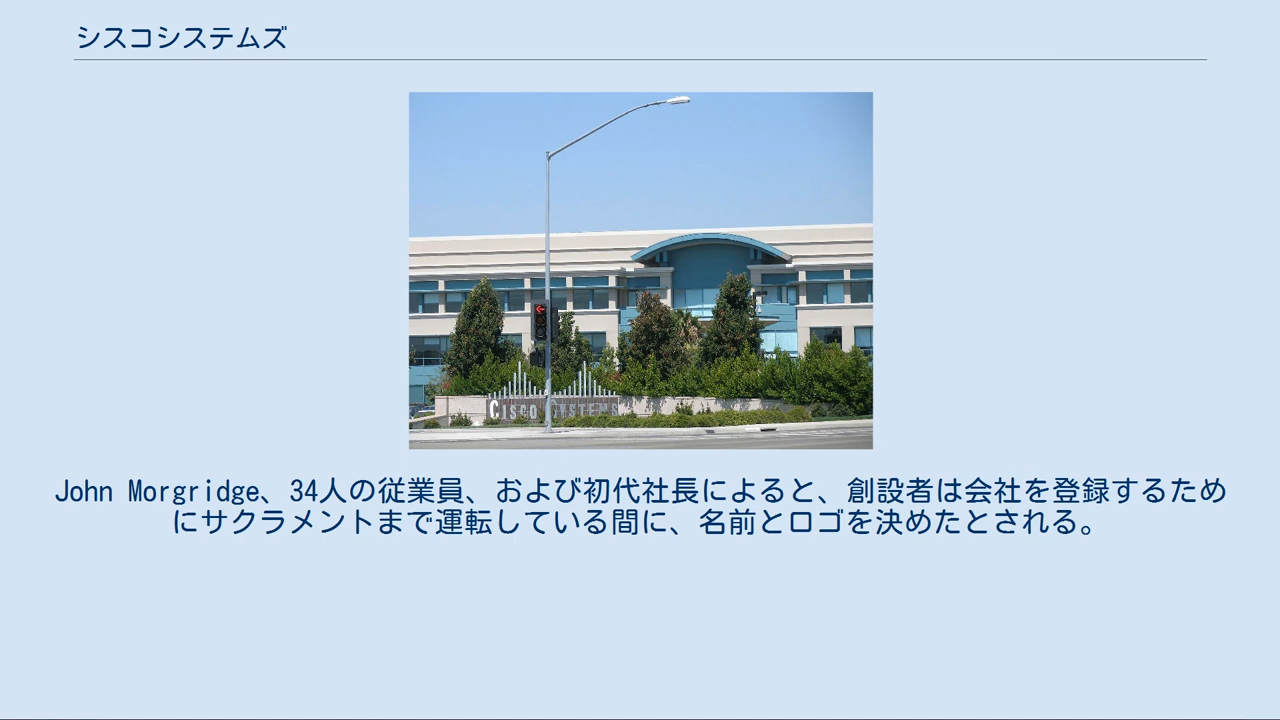 シスコシステムズ
CISCO SYSTEMS
John Morgridge、34人の従業員、および初代社長によると、創設者は会社を登録するため
にサクラメントまで運転している間に、名前とロゴを決めたとされる。